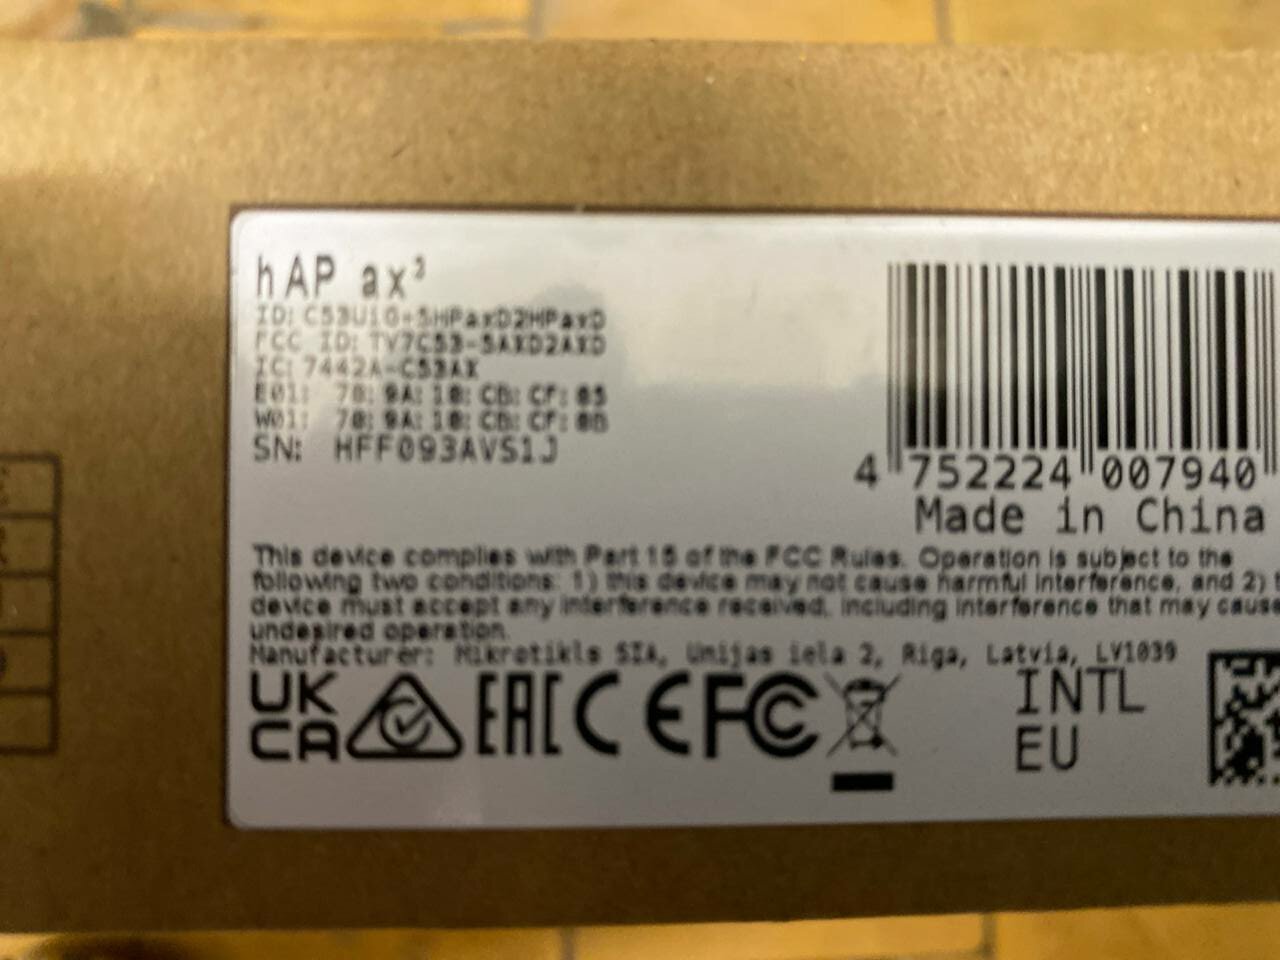 hAP ax³
ID: C53UiG+5HPaxD2HPaxD
FCC ID: TV7C53-5AXD2AXD
IC: 7442A-C53AX
E01: 78:9A:18:CB:CF:
W01: 78:9A:18:CB:CF:
SN: HFF093AVS1J
4 752224 007940
Made in China
This device complies with Part 15 of the FCC Rules. Operation is subject to the
following two conditions: 1) this device may not cause harmful interference, and 2)
device must accept any interference received, including interference that may cause
undesired operation.
Manufacturer: Mikrotikls SIA, Unijas iela 2, Riga, Latvia, LV1039
UK
CA
EAC
CE
FC
INTL
EU